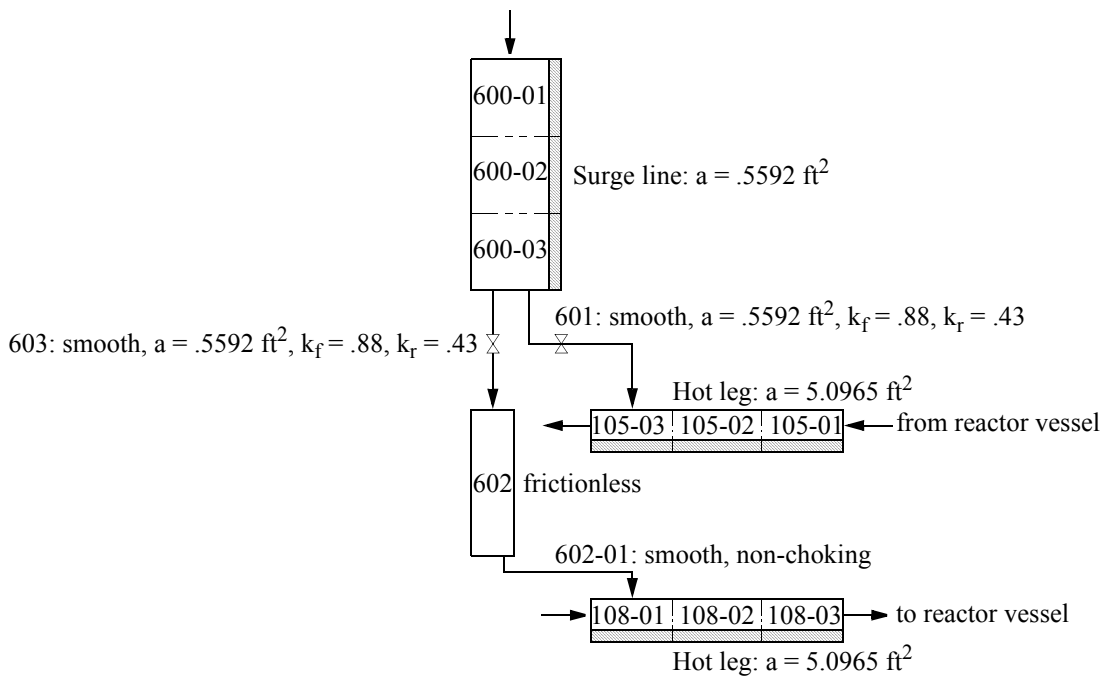 600-01
600-02
Surge line: a = .5592 ft²
600-03
601: smooth, a = .5592 ft², k_f = .88, k_r = .43
603: smooth, a = .5592 ft², k_f = .88, k_r = .43
Hot leg: a = 5.0965 ft²
105-03 105-02 105-01
from reactor vessel
602 frictionless
602-01: smooth, non-choking
108-01 108-02 108-03
to reactor vessel
Hot leg: a = 5.0965 ft²